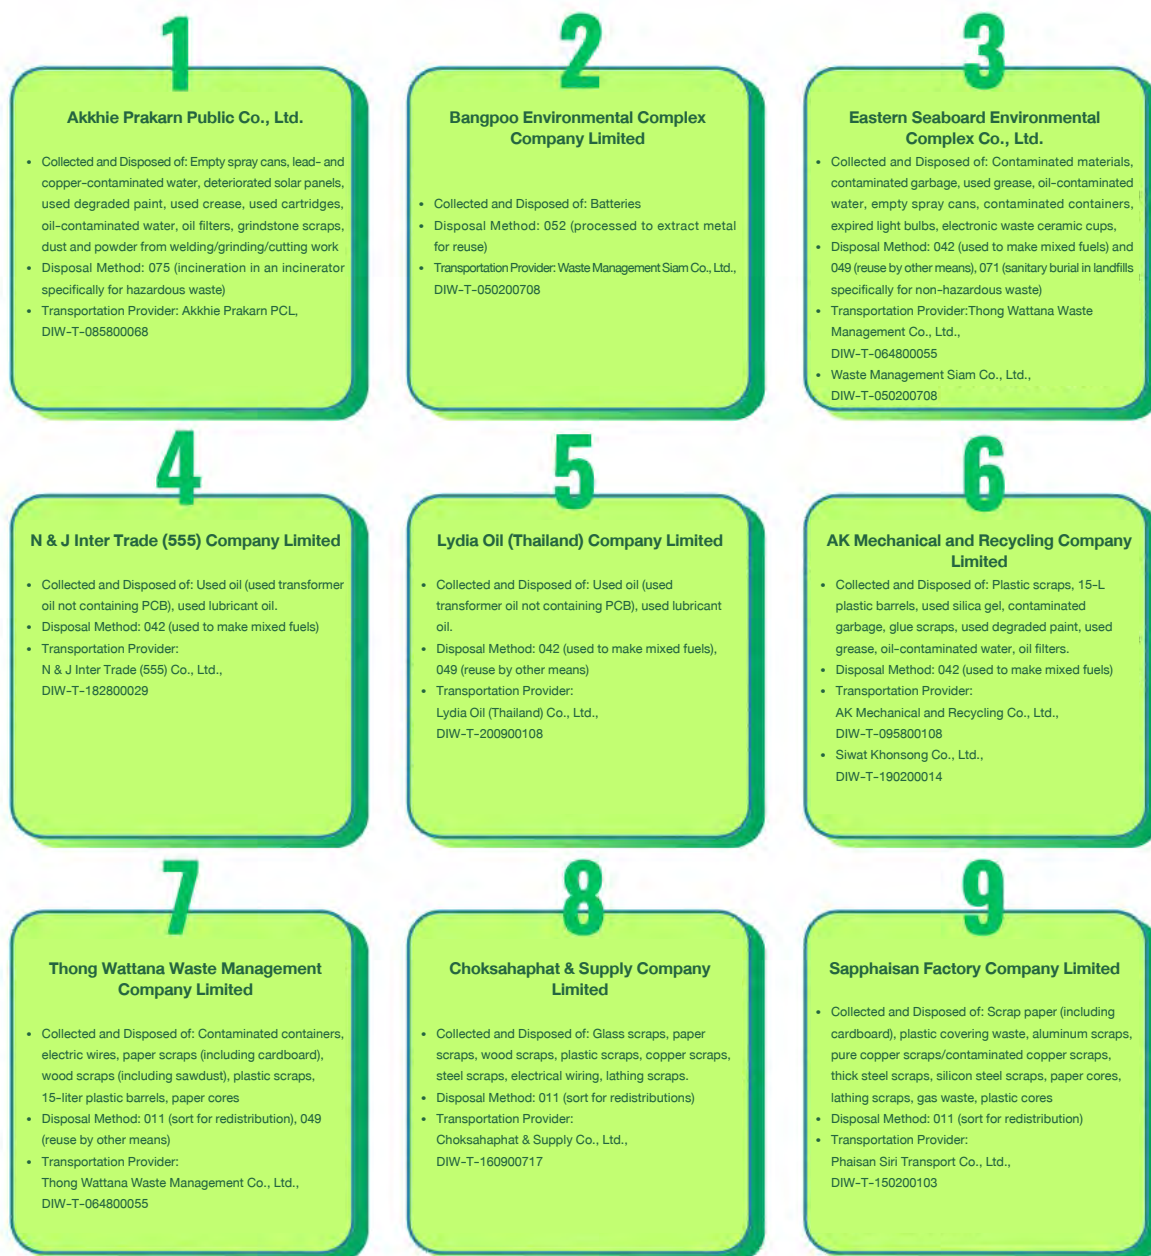 1
Akkhie Prakarn Public Co., Ltd.
• Collected and Disposed of: Empty spray cans, lead- and
copper-contaminated water, deteriorated solar panels,
used degraded paint, used crease, used cartridges,
oil-contaminated water, oil filters, grindstone scraps,
dust and powder from welding/grinding/cutting work
• Disposal Method: 075 (incineration in an incinerator
specifically for hazardous waste)
• Transportation Provider: Akkhie Prakarn PCL,
DIW-T-085800068
2
Bangpoo Environmental Complex
Company Limited
• Collected and Disposed of: Batteries
• Disposal Method: 052 (processed to extract metal
for reuse)
• Transportation Provider: Waste Management Siam Co., Ltd.,
DIW-T-050200708
3
Eastern Seaboard Environmental
Complex Co., Ltd.
• Collected and Disposed of: Contaminated materials,
contaminated garbage, used grease, oil-contaminated
water, empty spray cans, contaminated containers,
expired light bulbs, electronic waste ceramic cups,
• Disposal Method: 042 (used to make mixed fuels) and
049 (reuse by other means), 071 (sanitary burial in landfills
specifically for non-hazardous waste)
• Transportation Provider:Thong Wattana Waste
Management Co., Ltd.,
DIW-T-064800055
• Waste Management Siam Co., Ltd.,
DIW-T-050200708
4
N & J Inter Trade (555) Company Limited
• Collected and Disposed of: Used oil (used transformer
oil not containing PCB), used lubricant oil.
• Disposal Method: 042 (used to make mixed fuels)
• Transportation Provider:
N & J Inter Trade (555) Co., Ltd.,
DIW-T-182800029
5
Lydia Oil (Thailand) Company Limited
• Collected and Disposed of: Used oil (used
transformer oil not containing PCB), used lubricant
oil.
• Disposal Method: 042 (used to make mixed fuels),
049 (reuse by other means)
• Transportation Provider:
Lydia Oil (Thailand) Co., Ltd.,
DIW-T-200900108
6
AK Mechanical and Recycling Company
Limited
• Collected and Disposed of: Plastic scraps, 15-L
plastic barrels, used silica gel, contaminated
garbage, glue scraps, used degraded paint, used
grease, oil-contaminated water, oil filters.
• Disposal Method: 042 (used to make mixed fuels)
• Transportation Provider:
AK Mechanical and Recycling Co., Ltd.,
DIW-T-095800108
• Siwat Khonsong Co., Ltd.,
DIW-T-190200014
7
Thong Wattana Waste Management
Company Limited
• Collected and Disposed of: Contaminated containers,
electric wires, paper scraps (including cardboard),
wood scraps (including sawdust), plastic scraps,
15-liter plastic barrels, paper cores
• Disposal Method: 011 (sort for redistribution), 049
(reuse by other means)
• Transportation Provider:
Thong Wattana Waste Management Co., Ltd.,
DIW-T-064800055
8
Choksahaphat & Supply Company
Limited
• Collected and Disposed of: Glass scraps, paper
scraps, wood scraps, plastic scraps, copper scraps,
steel scraps, electrical wiring, lathing scraps.
• Disposal Method: 011 (sort for redistributions)
• Transportation Provider:
Choksahaphat & Supply Co., Ltd.,
DIW-T-160900717
9
Sapphaisan Factory Company Limited
• Collected and Disposed of: Scrap paper (including
cardboard), plastic covering waste, aluminum scraps,
pure copper scraps/contaminated copper scraps,
thick steel scraps, silicon steel scraps, paper cores,
lathing scraps, gas waste, plastic cores
• Disposal Method: 011 (sort for redistribution)
• Transportation Provider:
Phaisan Siri Transport Co., Ltd.,
DIW-T-150200103